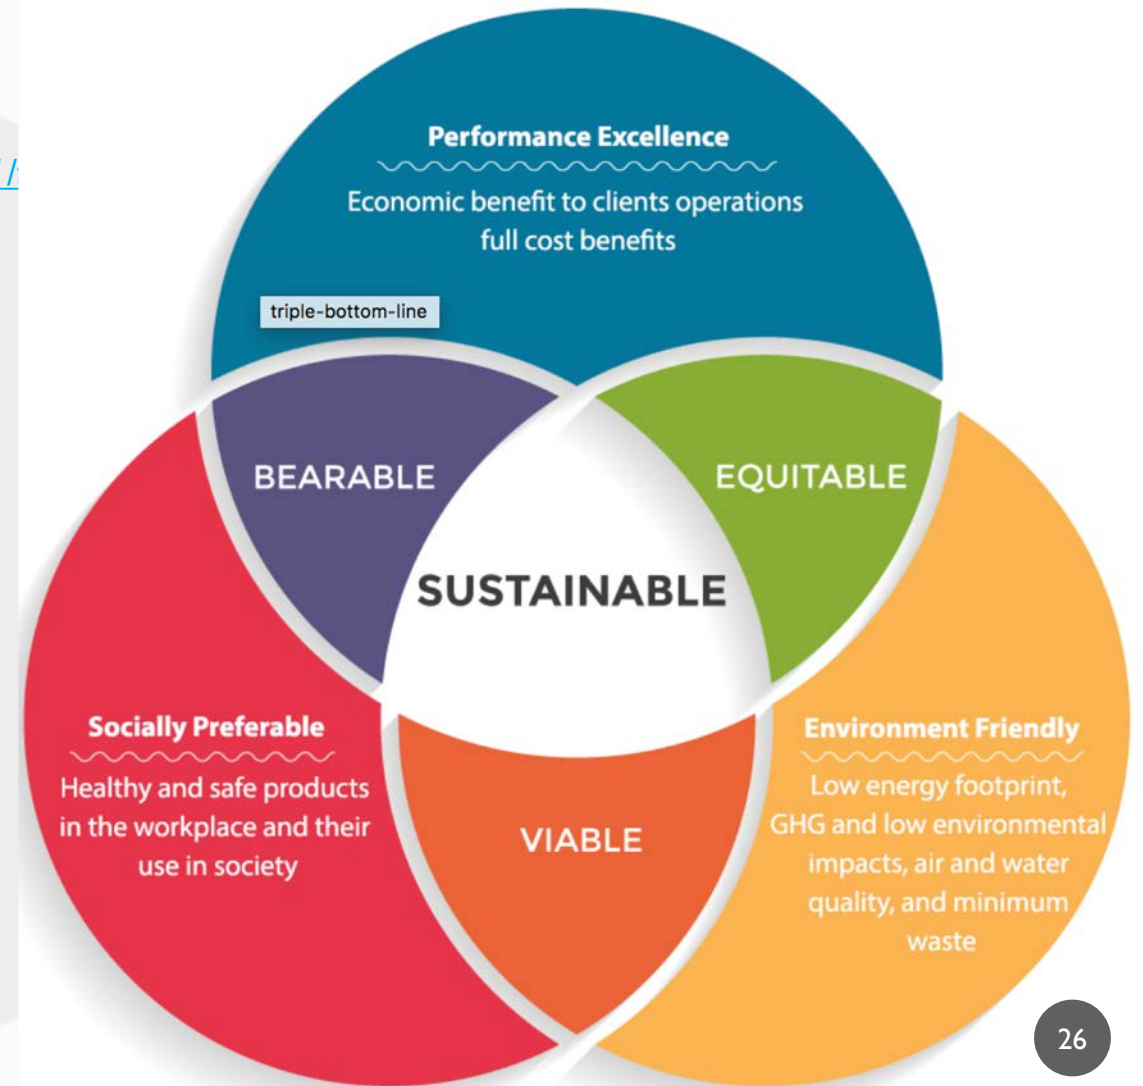 Performance Excellence
Economic benefit to clients operations
full cost benefits
triple-bottom-line
BEARABLE
EQUITABLE
SUSTAINABLE
Socially Preferable
Healthy and safe products
in the workplace and their
use in society
VIABLE
Environment Friendly
Low energy footprint,
GHG and low environmental
impacts, air and water
quality, and minimum
waste
26